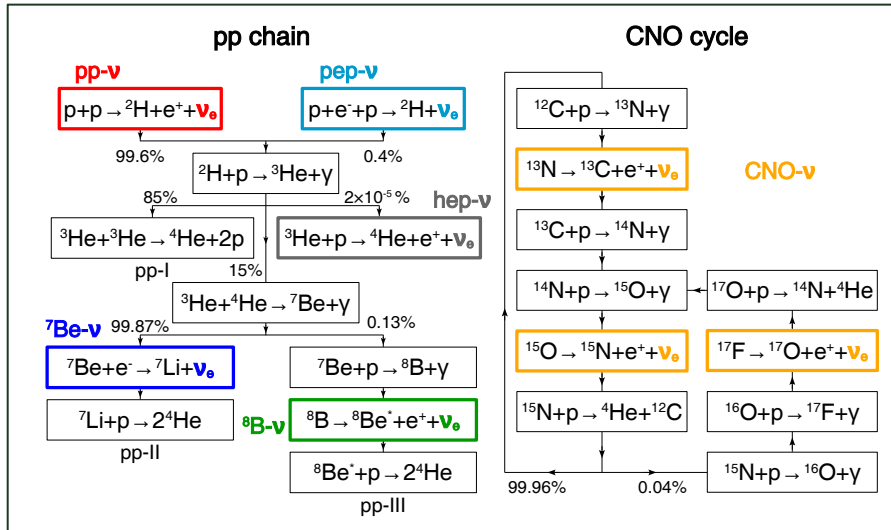 pp chain
pp-ν
pep-ν
p+p→²H+e⁺+νₑ
p+e⁻+p→²H+νₑ
99.6%
0.4%
²H+p→³He+γ
85%
2×10⁻⁵ %
hep-ν
³He+³He→⁴He+2p
³He+p→⁴He+e⁺+νₑ
pp-I
15%
³He+⁴He→⁷Be+γ
⁷Be-ν
99.87%
0.13%
⁷Be+e⁻→⁷Li+νₑ
⁷Be+p→⁸B+γ
⁷Li+p→2⁴He
⁸B-ν
⁸B→⁸Be*+e⁺+νₑ
pp-II
⁸Be*+p→2⁴He
pp-III
CNO cycle
¹²C+p→¹³N+γ
¹³N→¹³C+e⁺+νₑ
CNO-ν
¹³C+p→¹⁴N+γ
¹⁴N+p→¹⁵O+γ
¹⁷O+p→¹⁴N+⁴He
¹⁵O→¹⁵N+e⁺+νₑ
¹⁷F→¹⁷O+e⁺+νₑ
¹⁵N+p→⁴He+¹²C
¹⁶O+p→¹⁷F+γ
99.96%
0.04%
¹⁵N+p→¹⁶O+γ